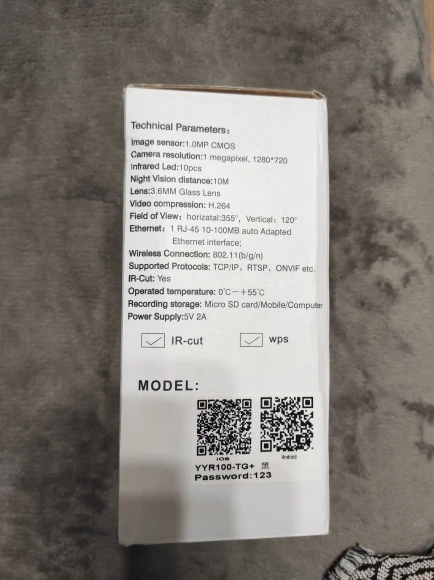 Technical Parameters:
Image sensor:1.0MP CMOS
Camera resolution:1 megapixel, 1280*720
Infrared Led:10pcs
Night Vision distance:10M
Lens:3.6MM Glass Lens
Video compression: H.264
Field of View: horizatal:355°, Vertical: 120°
Ethernet: 1 RJ-45 10-100MB auto Adapted
Ethernet interface;
Wireless Connection: 802.11(b/g/n)
Supported Protocols: TCP/IP、RTSP、ONVIF etc.
IR-Cut: Yes
Operated temperature: 0℃－+55℃
Recording storage: Micro SD card/Mobile/Computer
Power Supply:5V 2A
IR-cut wps
MODEL:
IOS Android
YYR100-TG+
Password:123